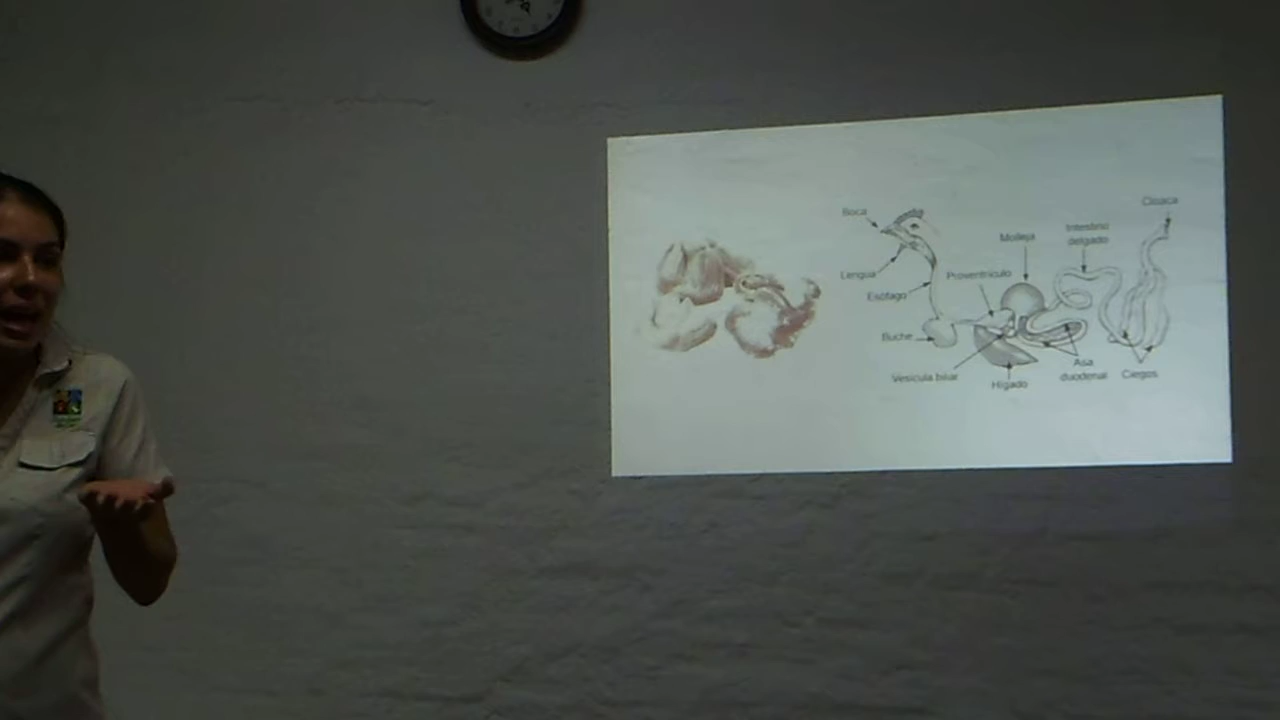 Cloaca
Boca
Intestino
delgado
Molleja
Lengua
Proventrículo
Esófago
Buche
Asa
duodenal
Ciegos
Vesícula biliar
Hígado